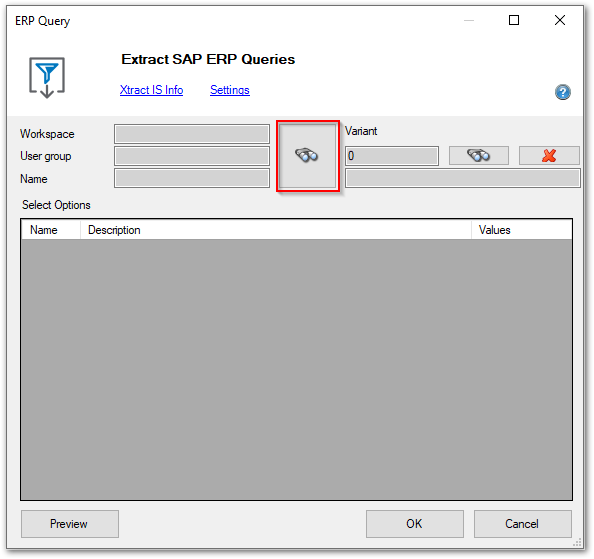 ERP Query
Extract SAP ERP Queries
Xtract IS Info Settings
?
Workspace Variant
User group 0
Name
Select Options
Name Description Values
Preview OK Cancel